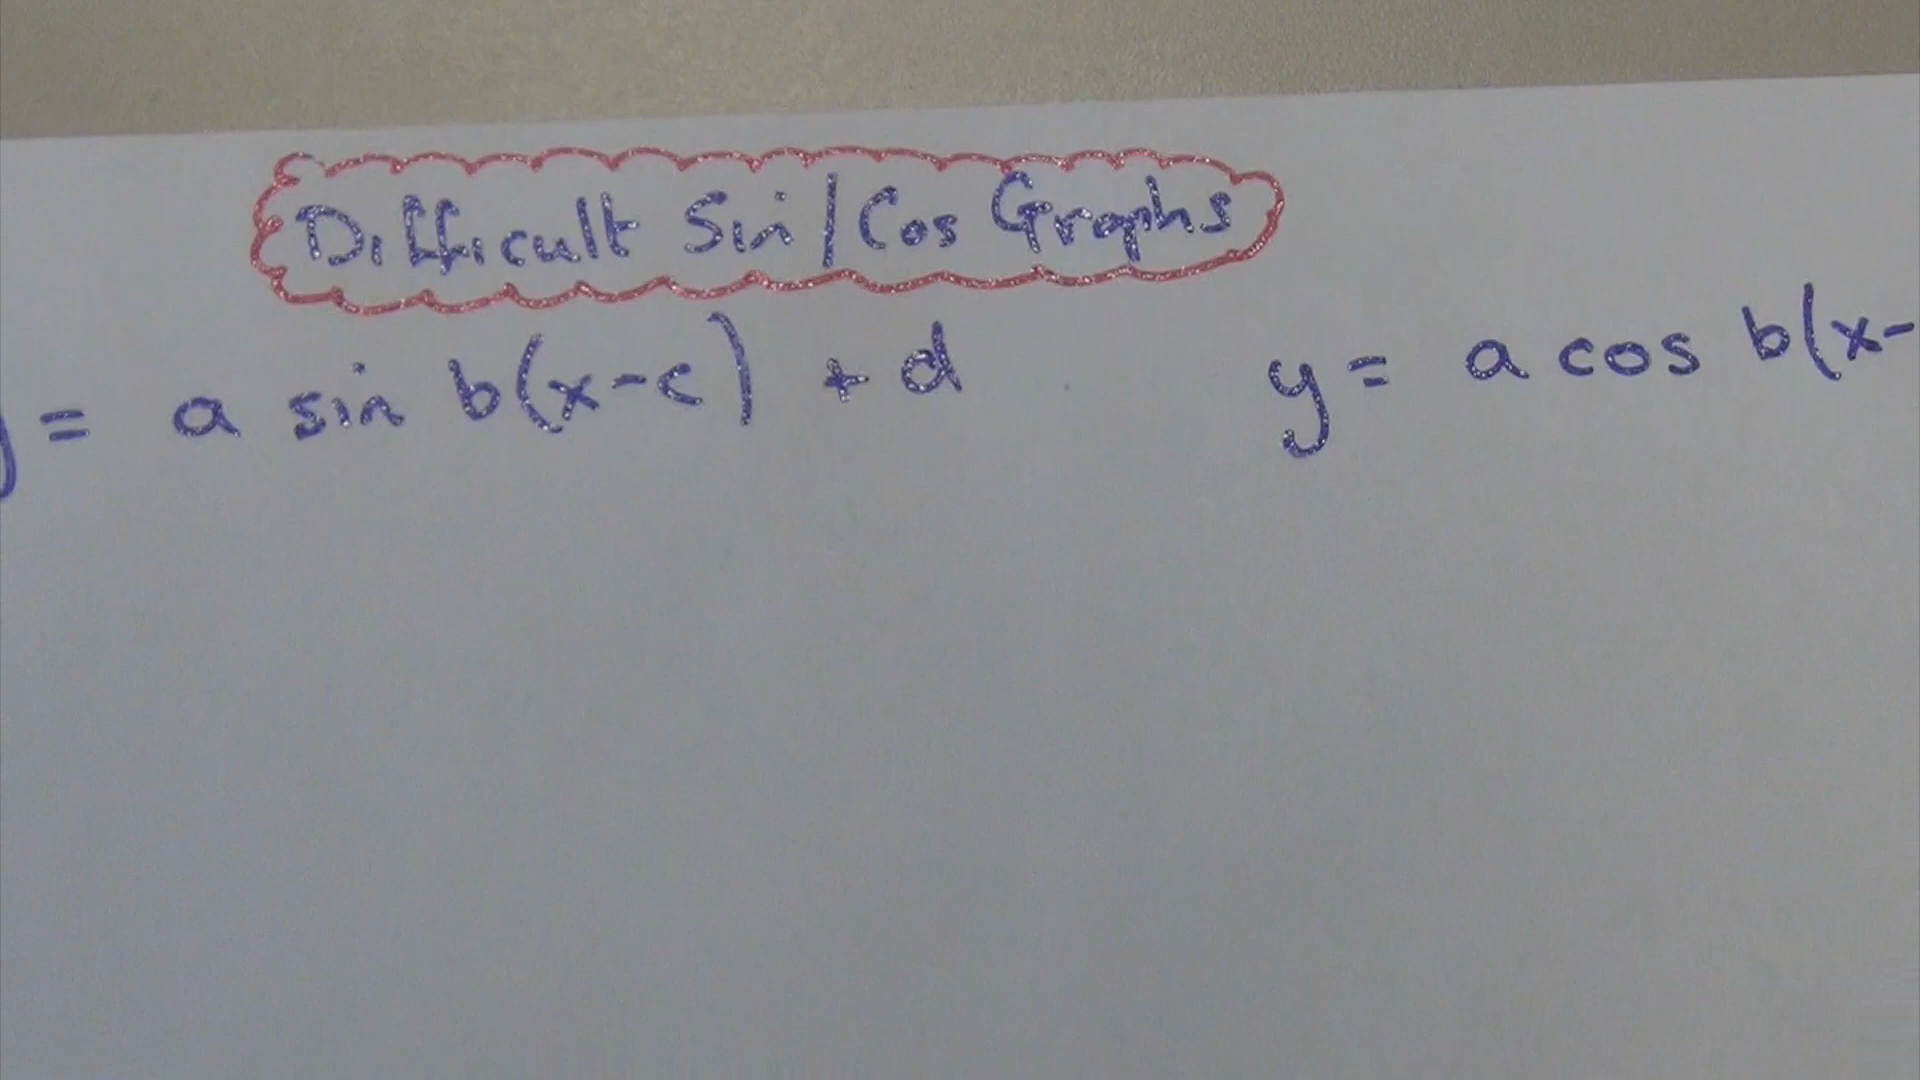 Difficult Sin/Cos Graphs
y = a sin b(x-c) + d
y = a cos b(x-